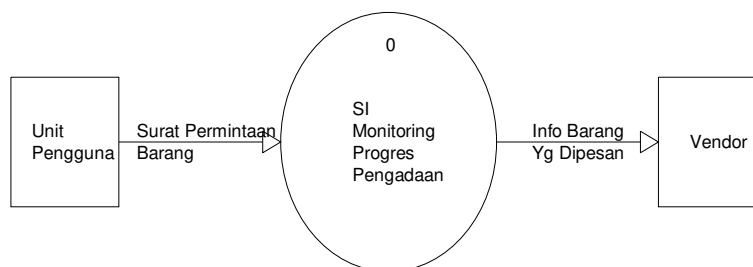 0
Unit
Pengguna
Surat Permintaan
Barang
SI
Monitoring
Progres
Pengadaan
Info Barang
Yg Dipesan
Vendor